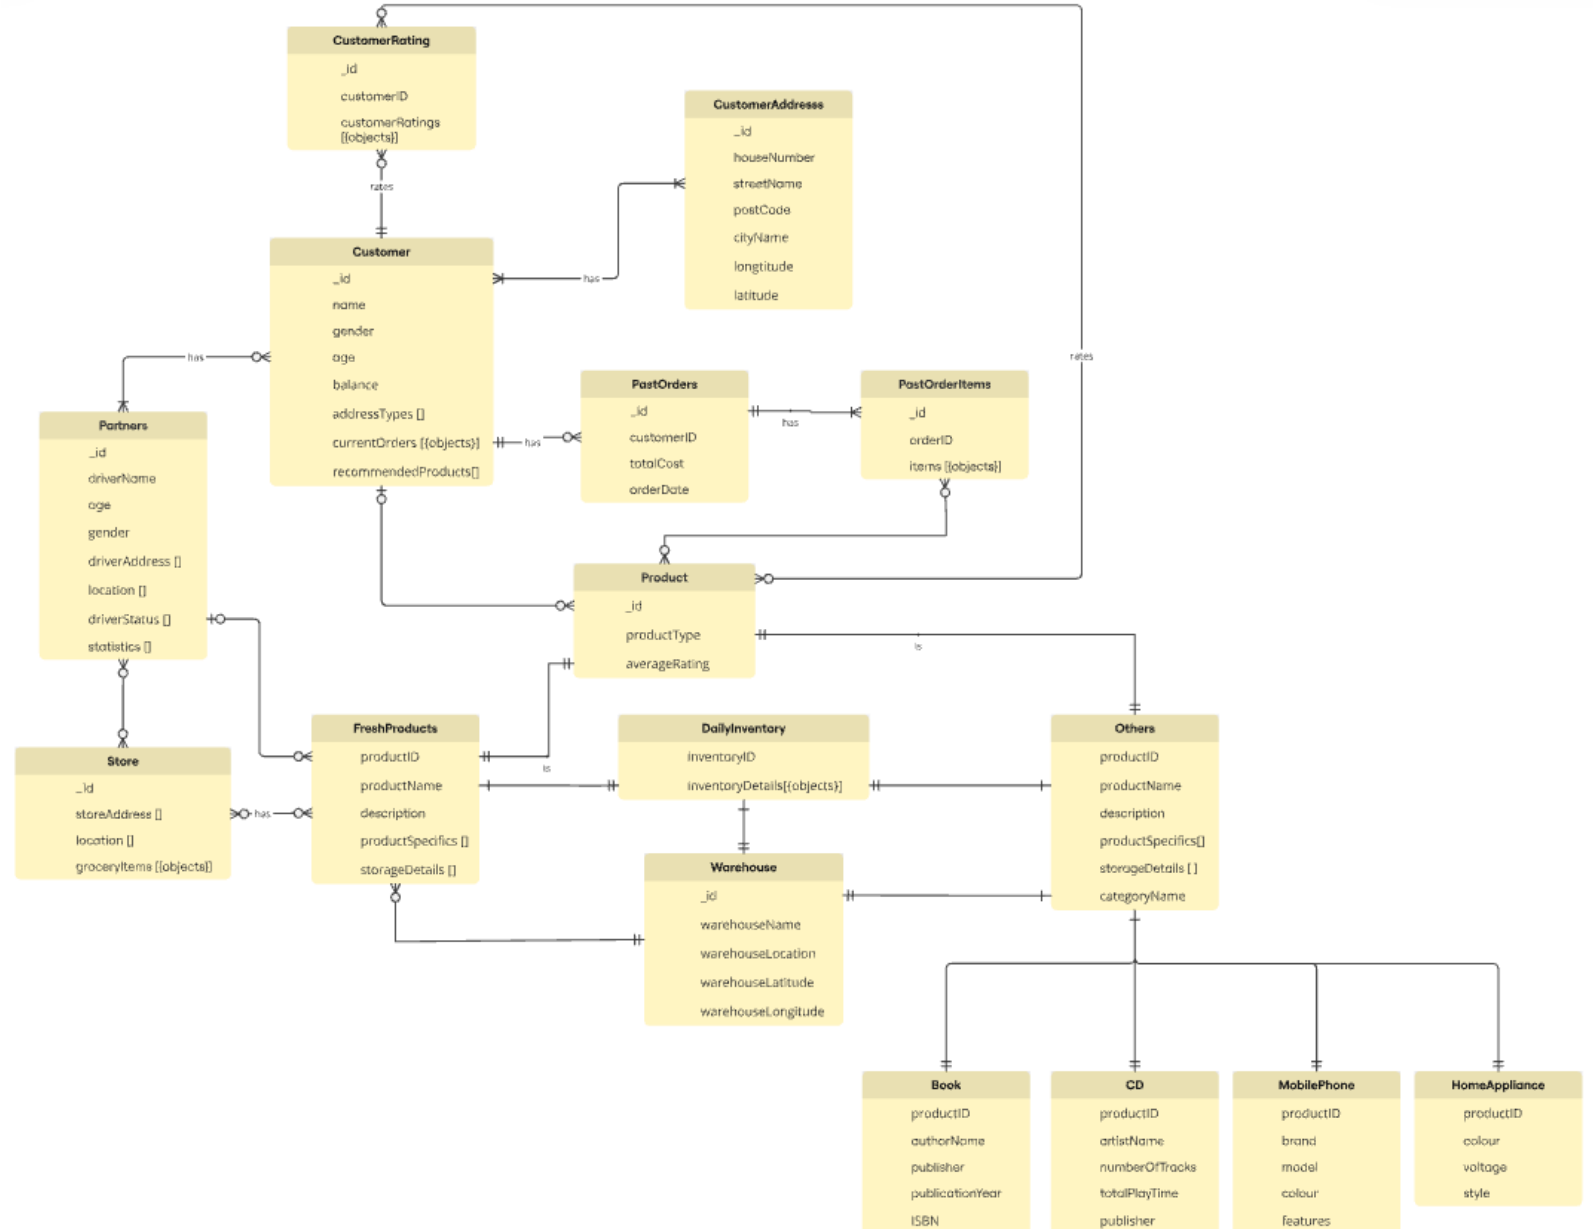 CustomerRating
_id
customerID
customerRatings
[{objects}]
rates
CustomerAddresss
_id
houseNumber
streetName
postCode
cityName
longtitude
latitude
Customer
_id
name
gender
age
balance
addressTypes []
currentOrders [{objects}]
recommendedProducts[]
has
has
has
rates
PastOrders
_id
customerID
totalCost
orderDate
has
PastOrderItems
_id
orderID
items [{objects}]
Partners
_id
driverName
age
gender
driverAddress []
location []
driverStatus []
statistics []
Product
_id
productType
averageRating
is
is
Store
_id
storeAddress []
location []
groceryItems [{objects}]
has
FreshProducts
productID
productName
description
productSpecifics []
storageDetails []
DailyInventory
inventoryID
inventoryDetails[{objects}]
Others
productID
productName
description
productSpecifics[]
storageDetails [ ]
categoryName
Warehouse
_id
warehouseName
warehouseLocation
warehouseLatitude
warehouseLongitude
Book
productID
authorName
publisher
publicationYear
ISBN
CD
productID
artistName
numberOfTracks
totalPlayTime
publisher
MobilePhone
productID
brand
model
colour
features
HomeAppliance
productID
colour
voltage
style